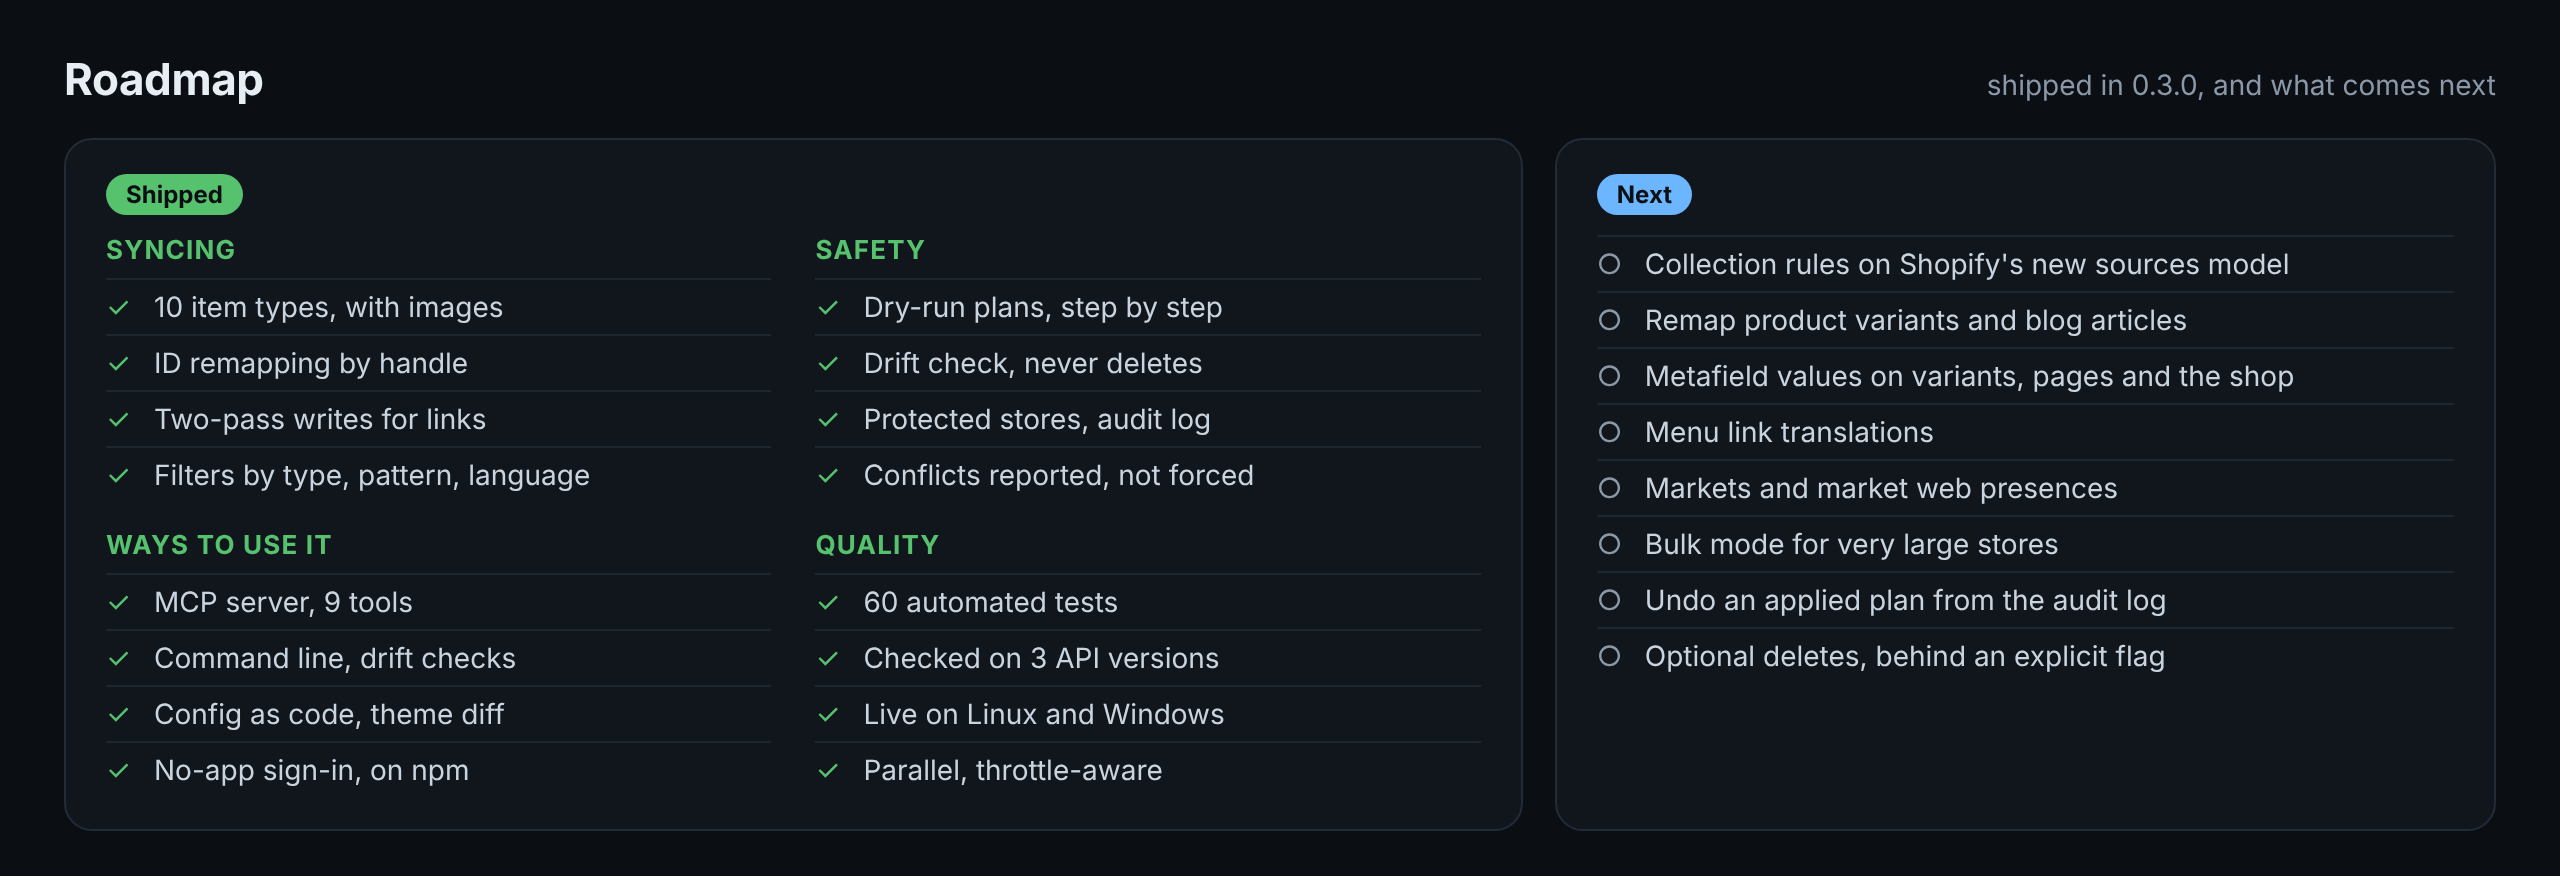 Roadmap
shipped in 0.3.0, and what comes next
Shipped
SYNCING
10 item types, with images
ID remapping by handle
Two-pass writes for links
Filters by type, pattern, language
SAFETY
Dry-run plans, step by step
Drift check, never deletes
Protected stores, audit log
Conflicts reported, not forced
WAYS TO USE IT
MCP server, 9 tools
Command line, drift checks
Config as code, theme diff
No-app sign-in, on npm
QUALITY
60 automated tests
Checked on 3 API versions
Live on Linux and Windows
Parallel, throttle-aware
Next
Collection rules on Shopify's new sources model
Remap product variants and blog articles
Metafield values on variants, pages and the shop
Menu link translations
Markets and market web presences
Bulk mode for very large stores
Undo an applied plan from the audit log
Optional deletes, behind an explicit flag